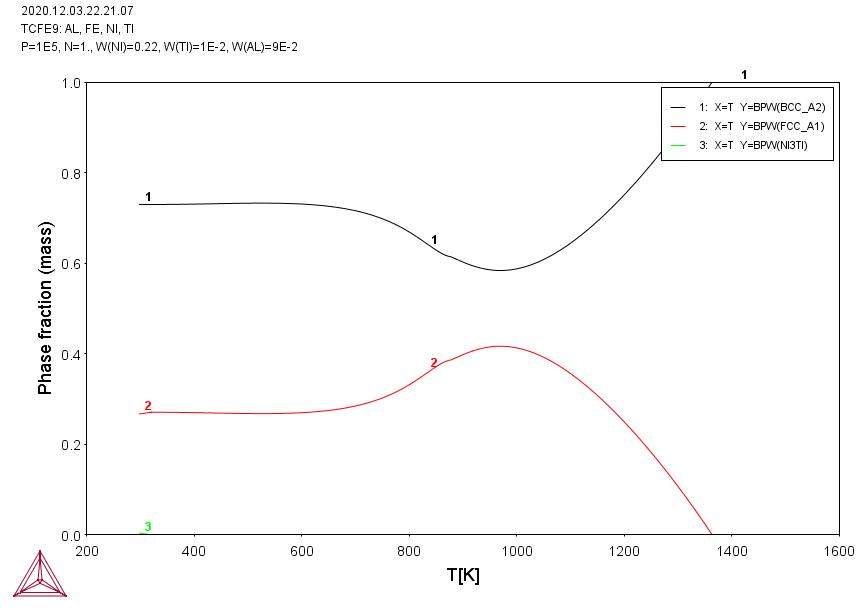 2020.12.03.22.21.07
TCFE9: AL, FE, NI, TI
P=1E5, N=1., W(NI)=0.22, W(TI)=1E-2, W(AL)=9E-2
1
1.0
1: X=T Y=BPW(BCC_A2)
2: X=T Y=BPW(FCC_A1)
3: X=T Y=BPW(NI3TI)
0.8
1
1
0.6
Phase fraction (mass)
0.4
2
2
0.2
3
0.0
200 400 600 800 1000 1200 1400 1600
T[K]